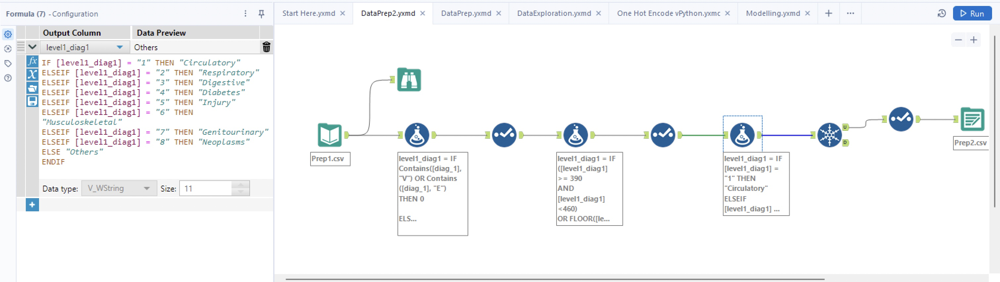 Formula (7) - Configuration
Output Column
Data Preview
level1_diag1
Others
IF [level1_diag1] = "1" THEN "Circulatory"
ELSEIF [level1_diag1] = "2" THEN "Respiratory"
ELSEIF [level1_diag1] = "3" THEN "Digestive"
ELSEIF [level1_diag1] = "4" THEN "Diabetes"
ELSEIF [level1_diag1] = "5" THEN "Injury"
ELSEIF [level1_diag1] = "6" THEN
"Musculoskeletal"
ELSEIF [level1_diag1] = "7" THEN "Genitourinary"
ELSEIF [level1_diag1] = "8" THEN "Neoplasms"
ELSE "Others"
ENDIF
Data type: V_WString Size: 11
Start Here.yxmd
DataPrep2.yxmd
DataPrep.yxmd
DataExploration.yxmd
One Hot Encode vPython.yxmc
Modelling.yxmd
Run
Prep1.csv
level1_diag1 = IF
Contains([diag_1],
"V") OR Contains
([diag_1], "E")
THEN 0
ELS...
level1_diag1 = IF
([level1_diag1]
>= 390
AND
[level1_diag1]
<460)
OR FLOOR([le...
level1_diag1 = IF
[level1_diag1] =
"1" THEN
"Circulatory"
ELSEIF
[level1_diag1] ...
U
D
Prep2.csv